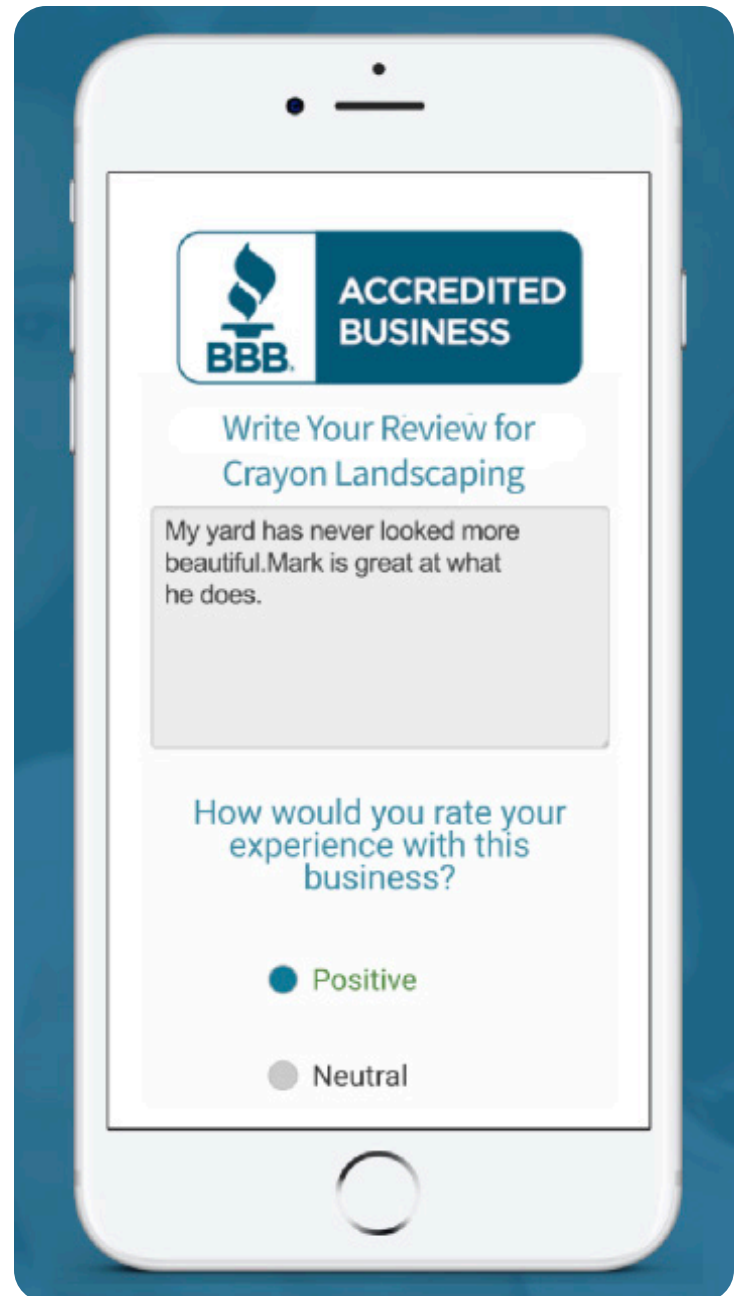 BBB.
ACCREDITED
BUSINESS
Write Your Review for
Crayon Landscaping
My yard has never looked more
beautiful.Mark is great at what
he does.
How would you rate your
experience with this
business?
Positive
Neutral